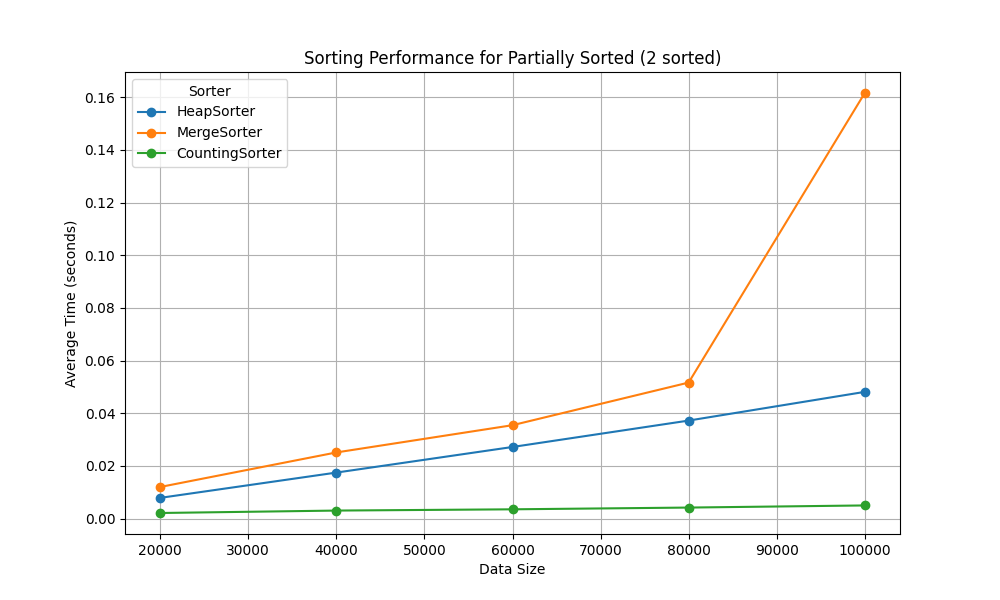 Sorting Performance for Partially Sorted (2 sorted)
Sorter
HeapSorter
MergeSorter
CountingSorter
0.16
0.14
0.12
0.10
0.08
0.06
0.04
0.02
0.00
Average Time (seconds)
20000 30000 40000 50000 60000 70000 80000 90000 100000
Data Size